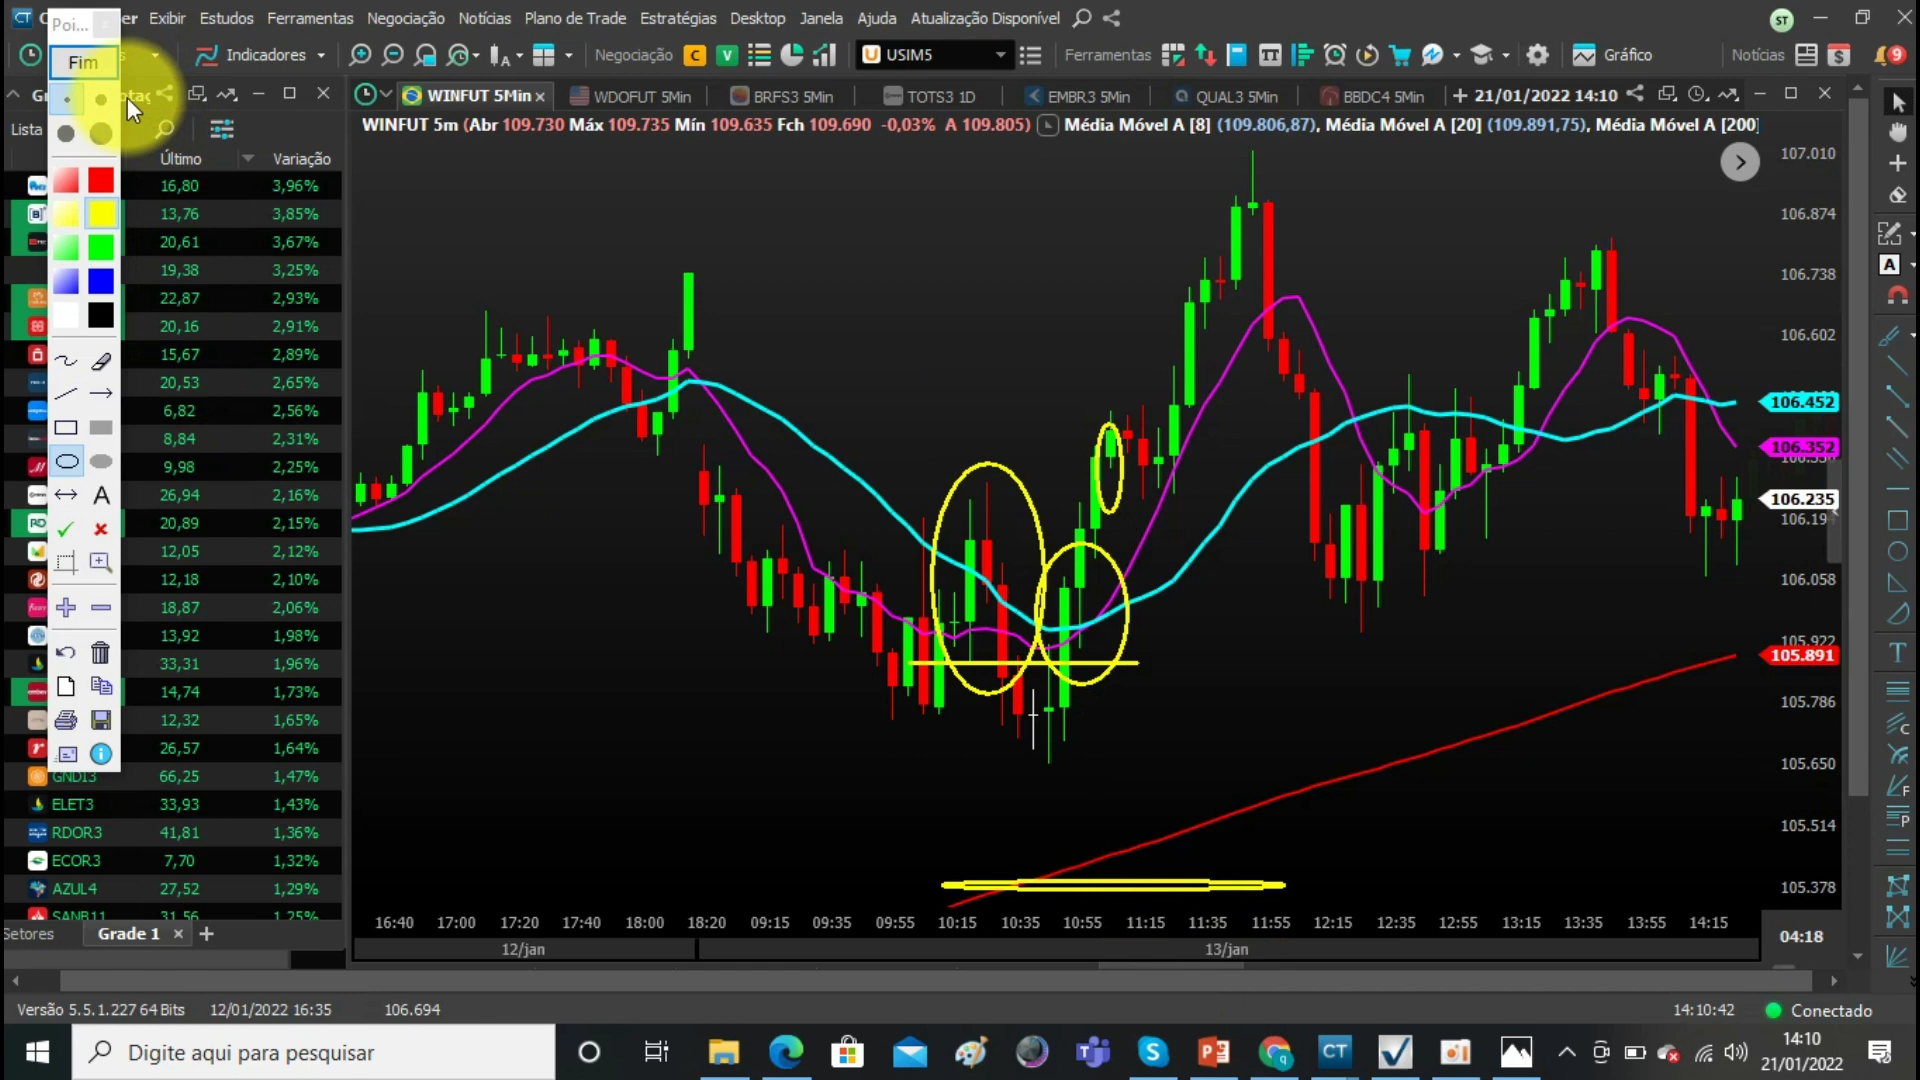 CT
Poi...
Exibir Estudos Ferramentas Negociação Notícias Plano de Trade Estratégias Desktop Janela Ajuda Atualização Disponível
ST
Fim
Indicadores
Negociação
C
V
USIM5
Ferramentas
Gráfico
Notícias
9
WINFUT 5Min
WDOFUT 5Min
BRFS3 5Min
TOTS3 1D
EMBR3 5Min
QUAL3 5Min
BBDC4 5Min
21/01/2022 14:10
Lista
WINFUT 5m (Abr 109.730 Máx 109.735 Mín 109.635 Fch 109.690 -0,03% A 109.805) Média Móvel A [8] (109.806,87), Média Móvel A [20] (109.891,75), Média Móvel A [200]
Último Variação
16,80 3,96%
13,76 3,85%
20,61 3,67%
19,38 3,25%
22,87 2,93%
20,16 2,91%
15,67 2,89%
20,53 2,65%
6,82 2,56%
8,84 2,31%
9,98 2,25%
26,94 2,16%
20,89 2,15%
12,05 2,12%
12,18 2,10%
18,87 2,06%
13,92 1,98%
33,31 1,96%
14,74 1,73%
12,32 1,65%
26,57 1,64%
GNDI3 66,25 1,47%
ELET3 33,93 1,43%
RDOR3 41,81 1,36%
ECOR3 7,70 1,32%
AZUL4 27,52 1,29%
SANB11 31,56 1,25%
107.010
106.874
106.738
106.602
106.452
106.352
106.235
106.058
105.922
105.891
105.786
105.650
105.514
105.378
16:40 17:00 17:20 17:40 18:00 18:20 09:15 09:35 09:55 10:15 10:35 10:55 11:15 11:35 11:55 12:15 12:35 12:55 13:15 13:35 13:55 14:15
12/jan 13/jan
04:18
Setores Grade 1
Versão 5.5.1.227 64 Bits 12/01/2022 16:35 106.694
14:10:42 Conectado
Digite aqui para pesquisar
CT
14:10
21/01/2022